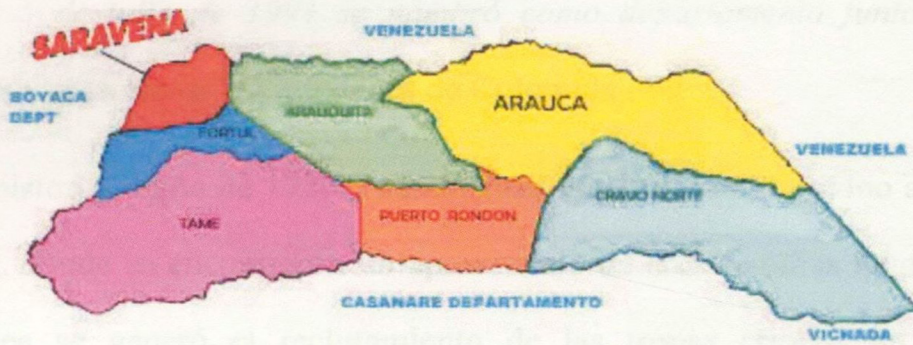 SARAVENA
VENEZUELA
BOYACA
DEPT
ARAUQUITA
ARAUCA
FORTUL
VENEZUELA
TAME
PUERTO RONDON
CRAVO NORTE
CASANARE DEPARTAMENTO
VICHADA